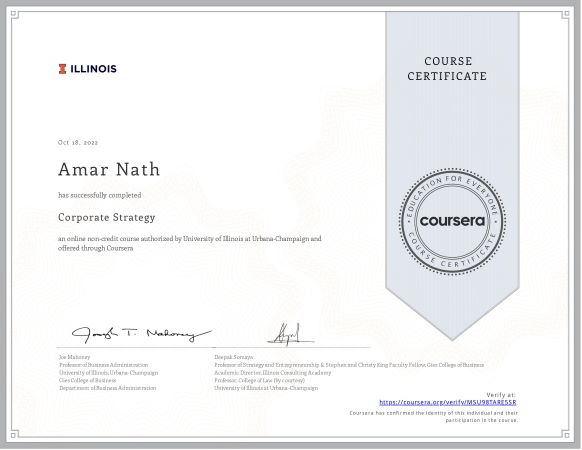 ILLINOIS
COURSE
CERTIFICATE
Oct 18, 2022
Amar Nath
has successfully completed
Corporate Strategy
an online non-credit course authorized by University of Illinois at Urbana-Champaign and
offered through Coursera
EDUCATION FOR EVERYONE
coursera
COURSE CERTIFICATE
Joseph T. Mahoney
Joe Mahoney
Professor of Business Administration
University of Illinois, Urbana-Champaign
Gies College of Business
Department of Business Administration
Deepak Somaya
Professor of Strategy and Entrepreneurship & Stephen and Christy King Faculty Fellow, Gies College of Business
Academic Director, Illinois Consulting Academy
Professor, College of Law (by courtesy)
University of Illinois at Urbana-Champaign
Verify at:
https://coursera.org/verify/MSU98TARE5SR
Coursera has confirmed the identity of this individual and their
participation in the course.